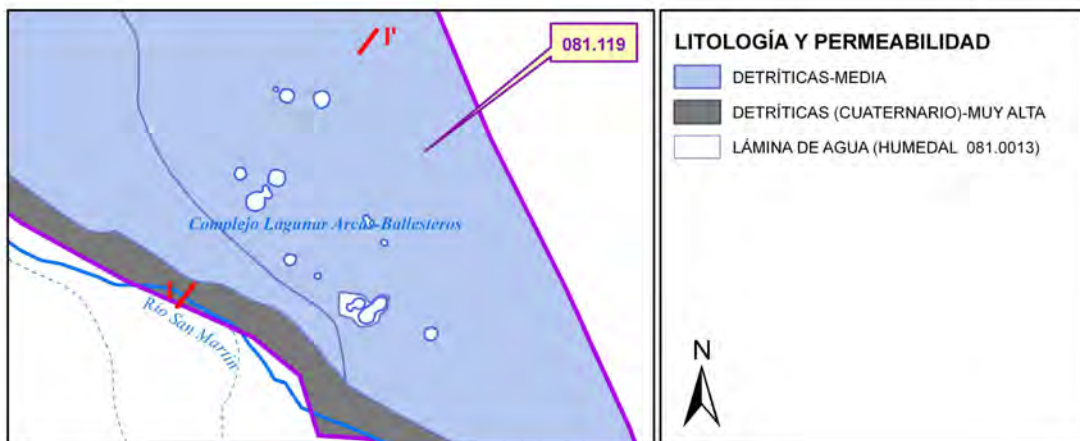 I'
081.119
Complejo Lagunar Arcas-Ballesteros
I
Río San Martín
LITOLOGÍA Y PERMEABILIDAD
DETRÍTICAS-MEDIA
DETRÍTICAS (CUATERNARIO)-MUY ALTA
LÁMINA DE AGUA (HUMEDAL 081.0013)
N